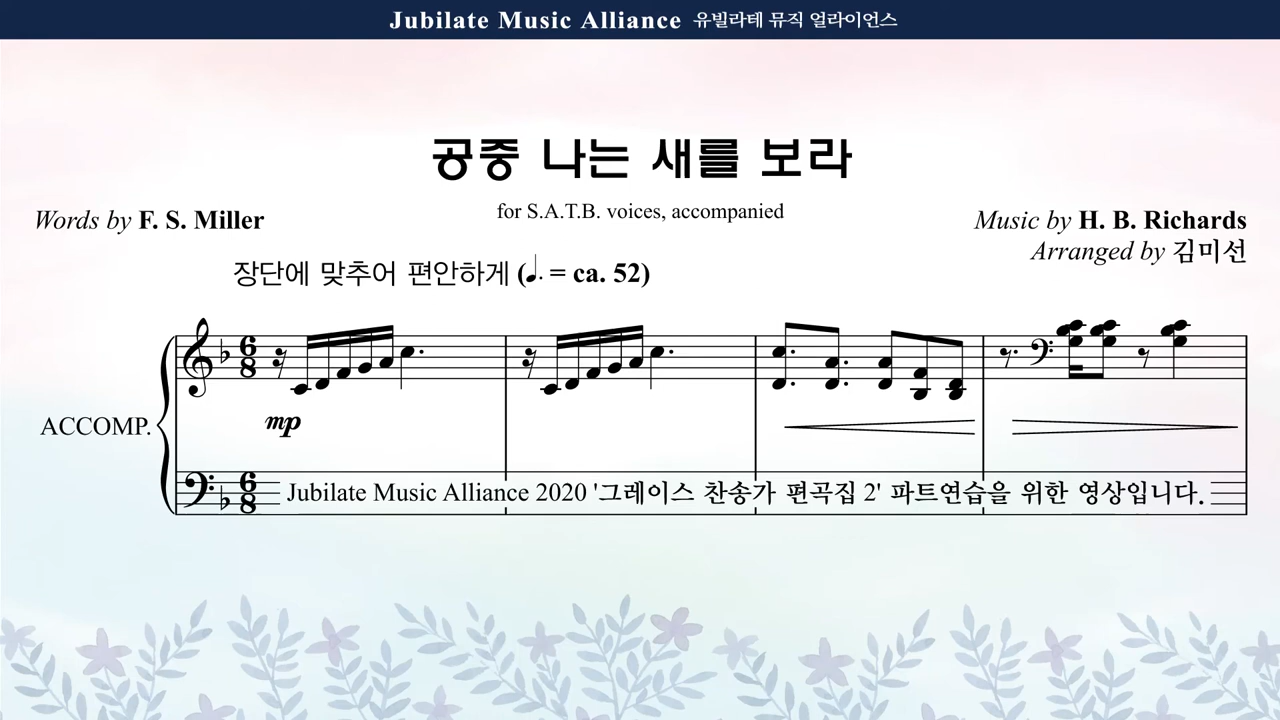 Jubilate Music Alliance 유빌라테 뮤직 얼라이언스
공중 나는 새를 보라
for S.A.T.B. voices, accompanied
Words by F. S. Miller
Music by H. B. Richards
Arranged by 김미선
장단에 맞추어 편안하게 (♩. = ca. 52)
6 8
mp
ACCOMP.
6 8
Jubilate Music Alliance 2020 '그레이스 찬송가 편곡집 2' 파트연습을 위한 영상입니다.